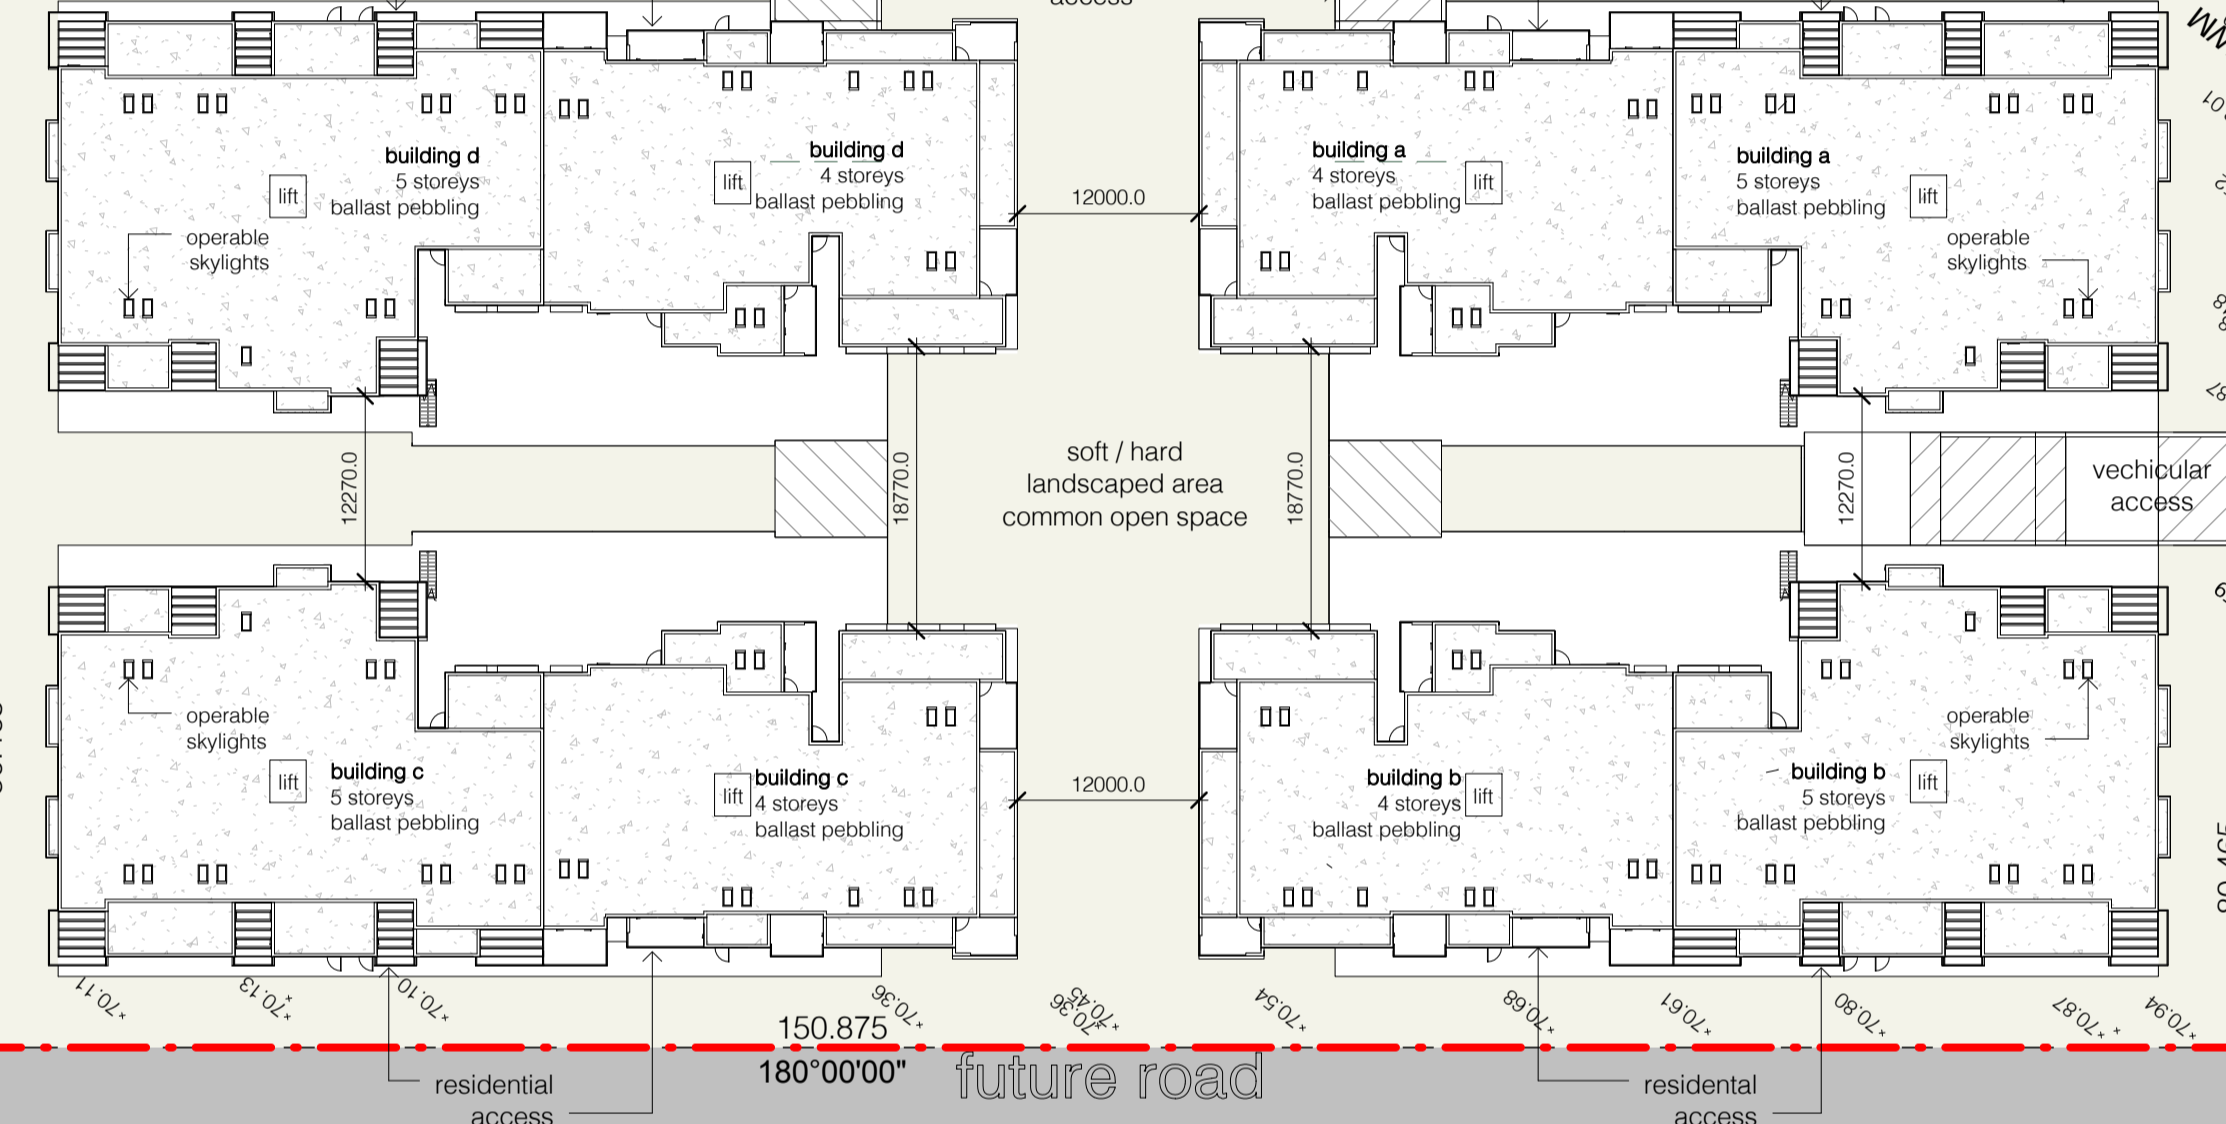 access
building d
5 storeys
ballast pebbling
lift
operable
skylights
building d
4 storeys
ballast pebbling
lift
12000.0
building a
4 storeys
ballast pebbling
lift
building a
5 storeys
ballast pebbling
lift
operable
skylights
12270.0
18770.0
soft / hard
landscaped area
common open space
18770.0
12270.0
vechicular
access
operable
skylights
lift
building c
5 storeys
ballast pebbling
lift
building c
4 storeys
ballast pebbling
12000.0
building b
4 storeys
ballast pebbling
lift
building b
5 storeys
ballast pebbling
lift
operable
skylights
+70.11
+70.13
+70.10
+70.36
+70.45
+70.36
+70.54
+70.68
+70.61
+70.80
+70.87
+70.94
150.875
180°00'00"
future road
residential
access
residental
access